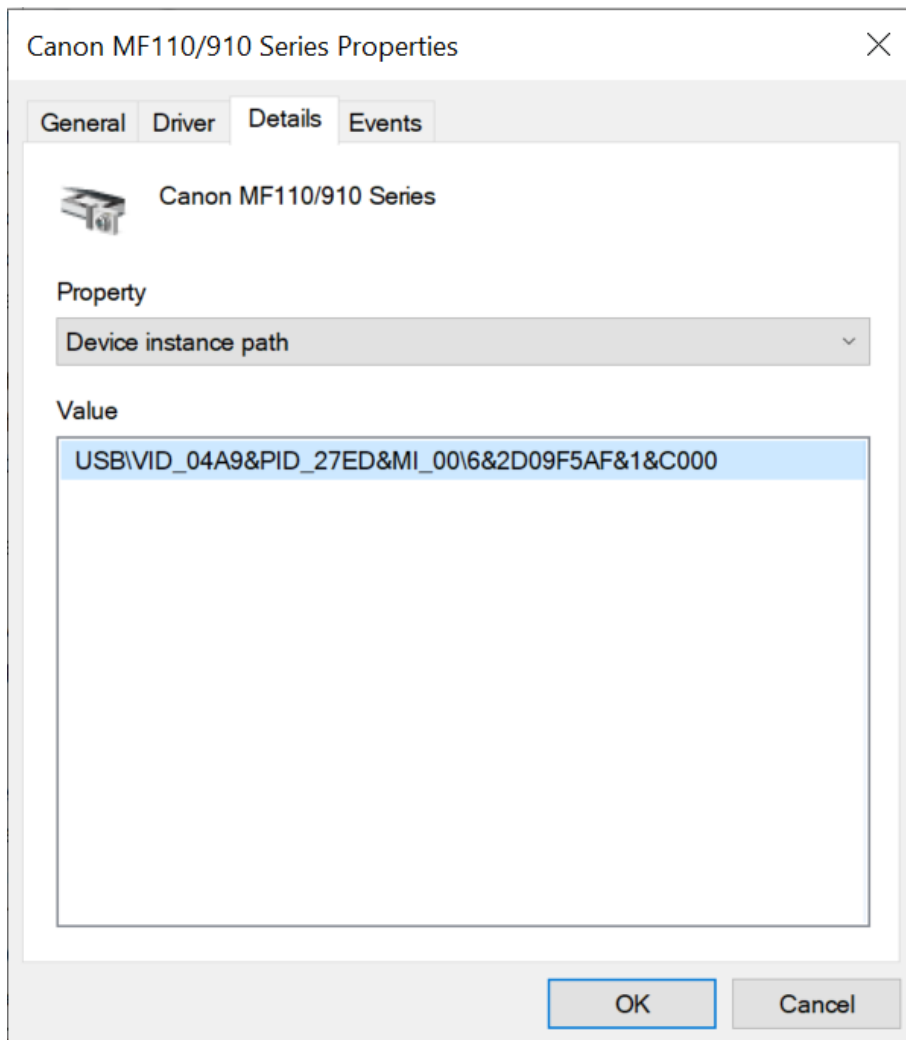 Canon MF110/910 Series Properties
General Driver Details Events
Canon MF110/910 Series
Property
Device instance path
Value
USB\VID_04A9&PID_27ED&MI_00\6&2D09F5AF&1&C000
OK Cancel